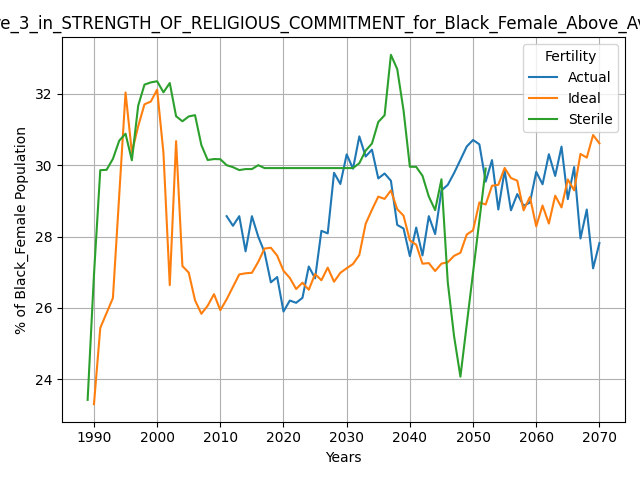 re_3_in_STRENGTH_OF_RELIGIOUS_COMMITMENT_for_Black_Female_Above_Av
Fertility
Actual
Ideal
Sterile
% of Black_Female Population
32
30
28
26
24
1990 2000 2010 2020 2030 2040 2050 2060 2070
Years